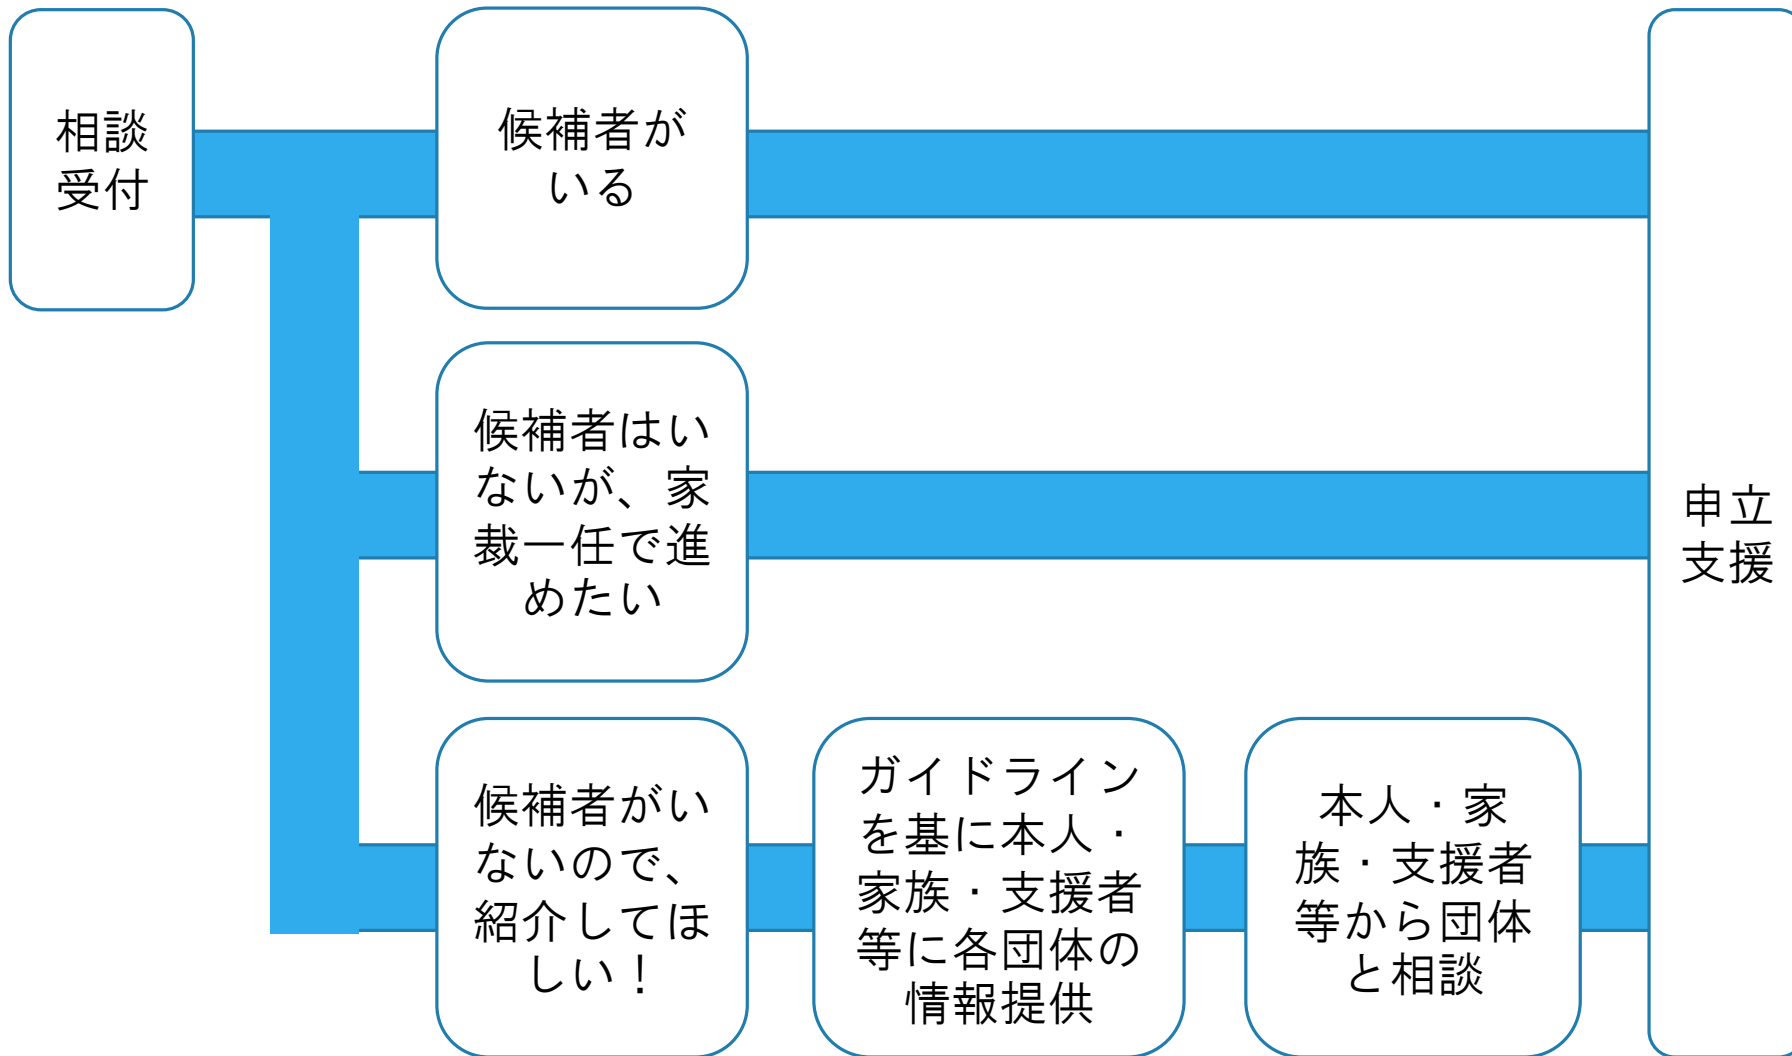 相談
受付
候補者が
いる
候補者はい
ないが、家
裁一任で進
めたい
候補者がい
ないので、
紹介してほ
しい！
ガイドライン
を基に本人・
家族・支援者
等に各団体の
情報提供
本人・家
族・支援者
等から団体
と相談
申立
支援